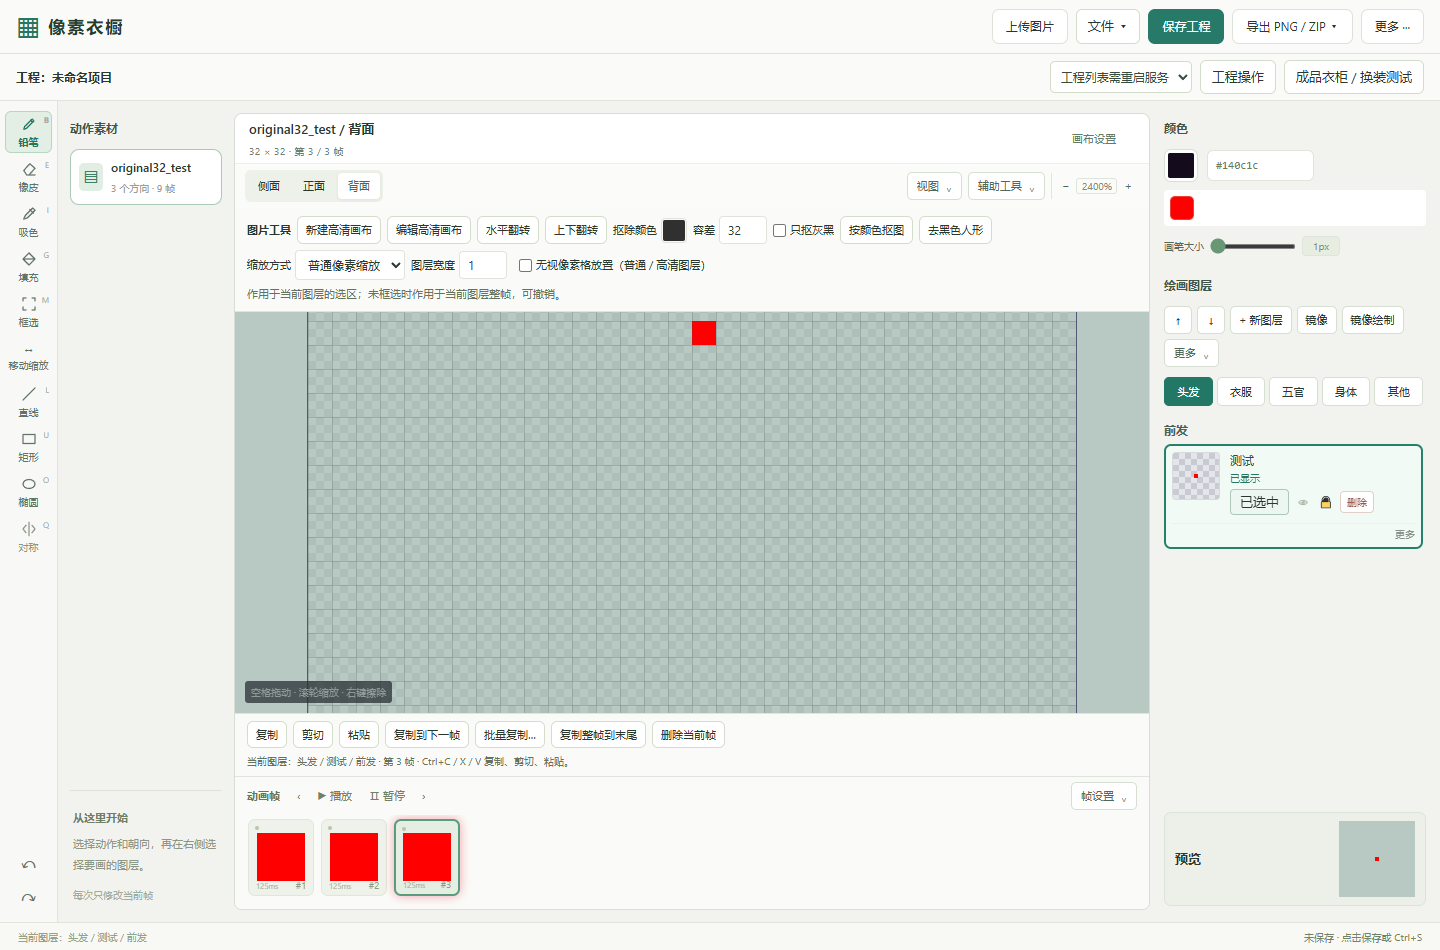 像素衣橱
上传图片 文件 保存工程 导出 PNG / ZIP 更多 ...
工程：未命名项目
工程列表需重启服务 工程操作 成品衣柜 / 换装测试
铅笔 B
橡皮 E
吸色 I
填充 G
框选 M
移动缩放
直线 L
矩形 U
椭圆 O
对称 Q
动作素材
original32_test
3 个方向 · 9 帧
从这里开始
选择动作和朝向，再在右侧选
择要画的图层。
每次只修改当前帧
original32_test / 背面
32 × 32 · 第 3 / 3 帧
画布设置
侧面 正面 背面 视图 辅助工具 − 2400% +
图片工具 新建高清画布 编辑高清画布 水平翻转 上下翻转 抠除颜色 容差 32 只抠灰黑 按颜色抠图 去黑色人形
缩放方式 普通像素缩放 图层宽度 1 无视像素格放置（普通 / 高清图层）
作用于当前图层的选区；未框选时作用于当前图层整帧，可撤销。
空格拖动 · 滚轮缩放 · 右键擦除
复制 剪切 粘贴 复制到下一帧 批量复制... 复制整帧到末尾 删除当前帧
当前图层：头发 / 测试 / 前发 · 第 3 帧 · Ctrl+C / X / V 复制、剪切、粘贴。
动画帧 ‹ ▶ 播放 暂停 › 帧设置
125ms #1 125ms #2 125ms #3
颜色
#140c1c
画笔大小 1px
绘画图层
↑ ↓ + 新图层 镜像 镜像绘制
更多
头发 衣服 五官 身体 其他
前发
测试
已显示
已选中 删除
更多
预览
当前图层：头发 / 测试 / 前发
未保存 · 点击保存或 Ctrl+S